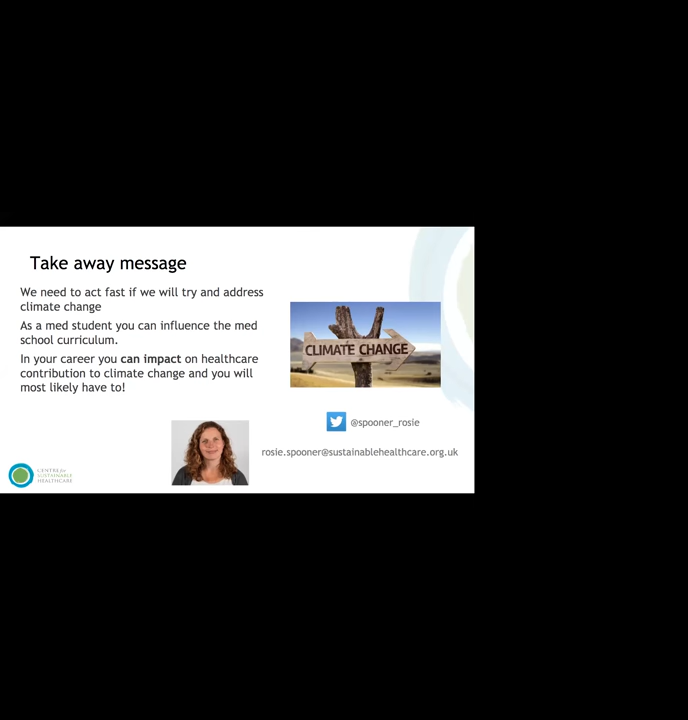 Take away message
We need to act fast if we will try and address
climate change
As a med student you can influence the med
school curriculum.
In your career you can impact on healthcare
contribution to climate change and you will
most likely have to!
CLIMATE CHANGE
@spooner_rosie
rosie.spooner@sustainablehealthcare.org.uk
CENTRE for
SUSTAINABLE
HEALTHCARE